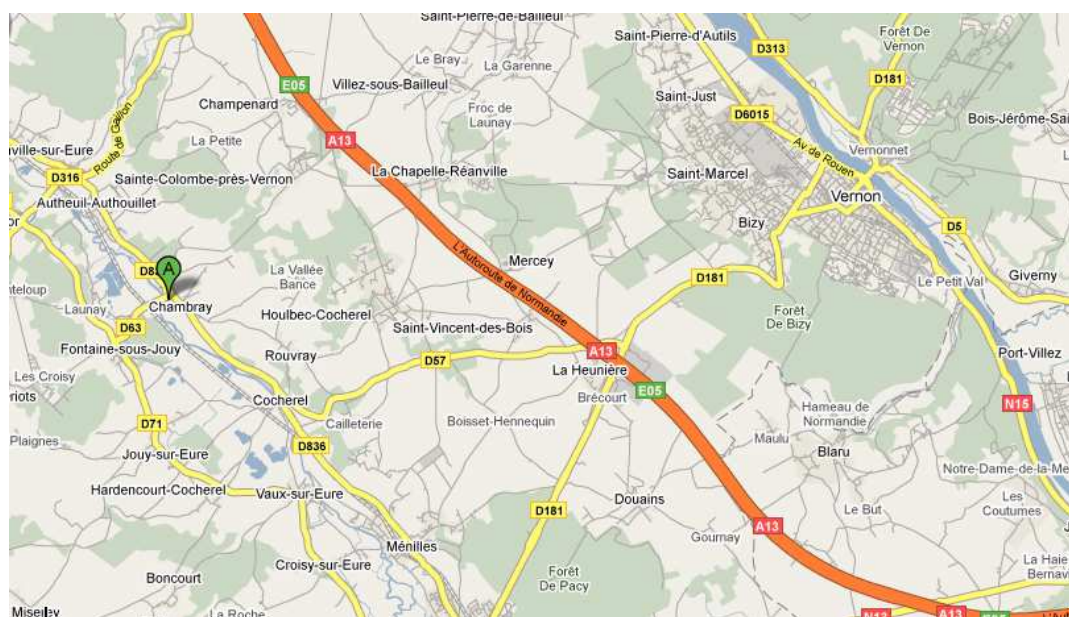 Saint-Pierre-de-Bailleul
Saint-Pierre-d'Autils
Forêt De
Vernon
D313
Le Bray
La Garenne
D181
E05
Villez-sous-Bailleul
Champenard
Froc de
Launay
Saint-Just
D6015
Bois-Jérôme-Sai
Route de Gaillon
La Petite
A13
Av de Rouen
Vernonnet
nville-sur-Eure
D316
Sainte-Colombe-près-Vernon
La Chapelle-Réanville
Saint-Marcel
Vernon
Autheuil-Authouillet
or
Bizy
D5
L'Autoroute de Normandie
Mercey
A
La Vallée
Bance
D181
Le Petit Val
Giverny
nteloup
Launay
Chambray
Houlbec-Cocherel
Forêt
De Bizy
D63
Saint-Vincent-des-Bois
Fontaine-sous-Jouy
Rouvray
D57
A13
Port-Villez
La Heunière
Les Croisy
E05
riots
Cocherel
Brécourt
N15
D71
Cailleterie
Boisset-Hennequin
Hameau de
Normandie
Plaignes
D836
Maulu
Blaru
Jouy-sur-Eure
Notre-Dame-de-la-Me
Hardencourt-Cocherel
Vaux-sur-Eure
Douains
Les
Coutumes
D181
Le But
A13
Gournay
Ménilles
La Haie
Bernav
Croisy-sur-Eure
Boncourt
Forêt
De Pacy
Miserey
La Roche
N13
A13
E05
L'Aut